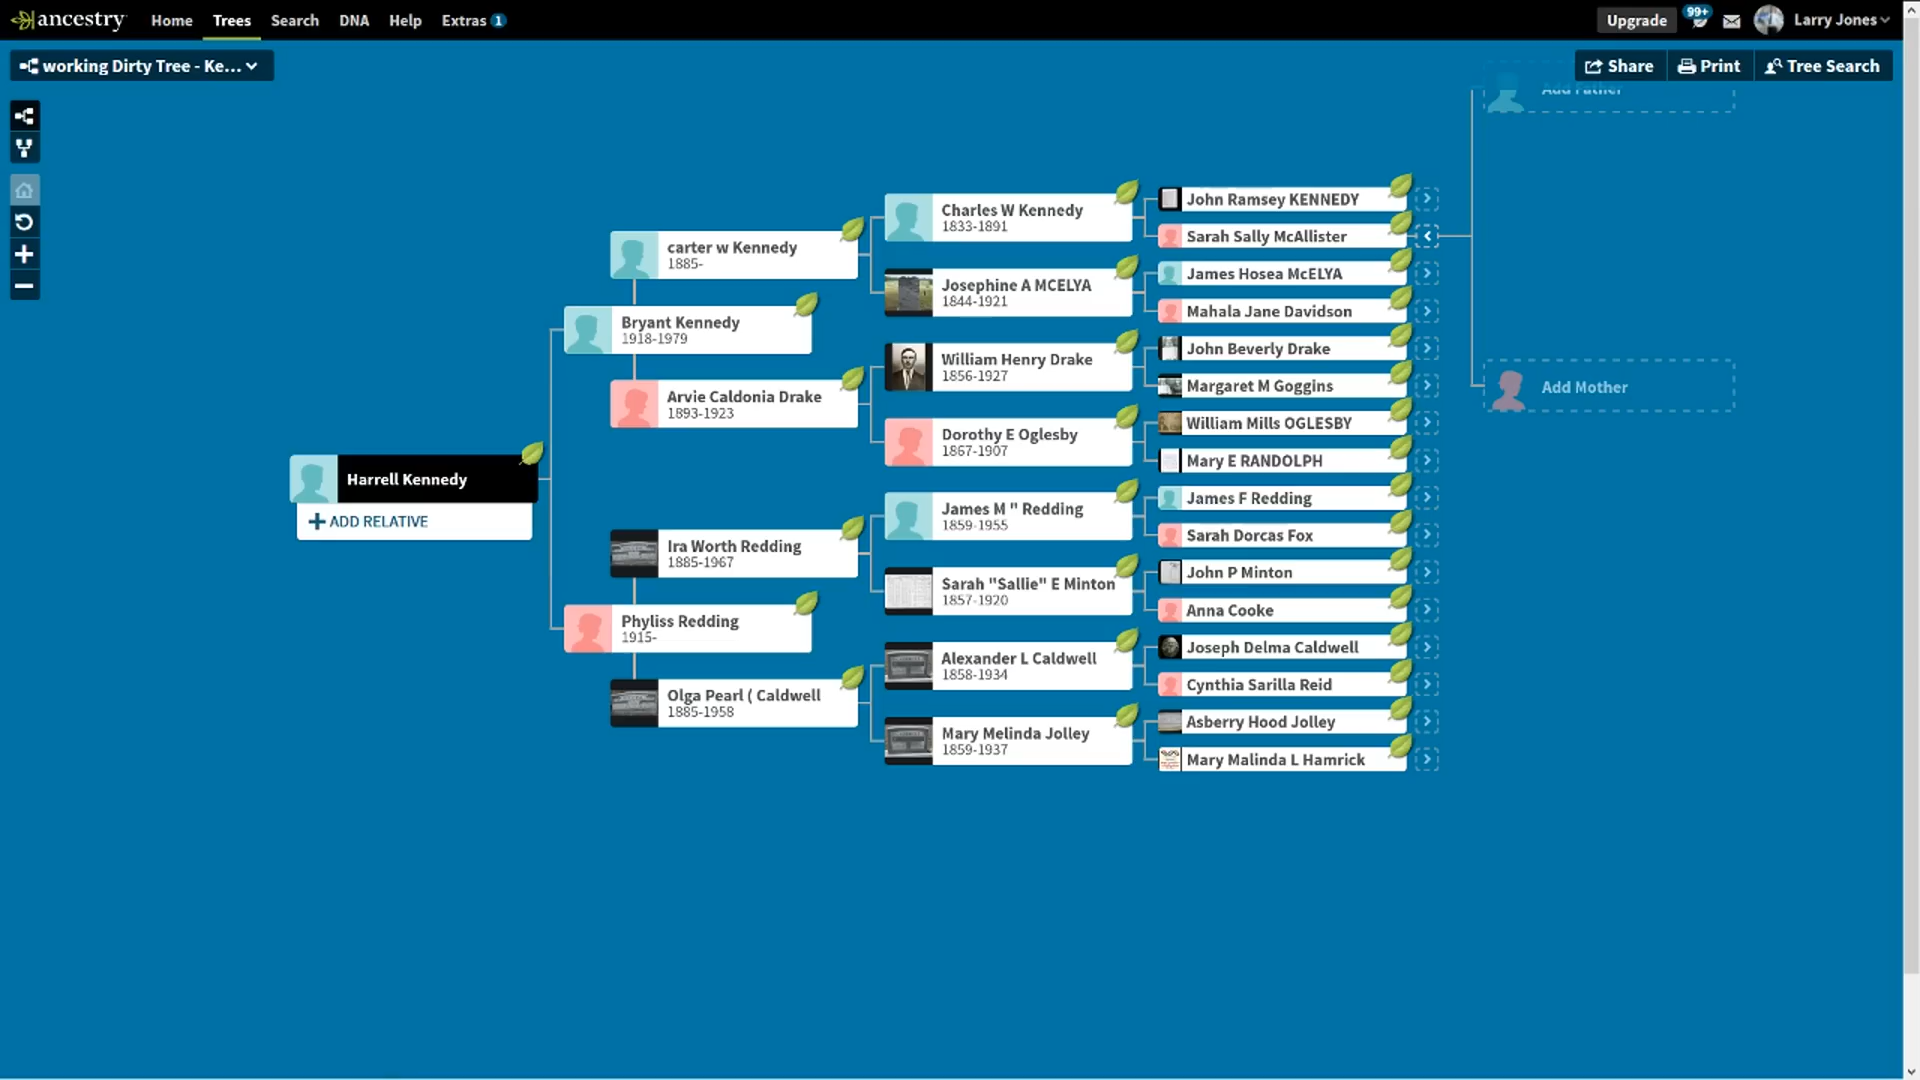 ancestry Home Trees Search DNA Help Extras 1 Upgrade 99+ Larry Jones
working Dirty Tree - Ke... Share Print Tree Search
Add Father
Harrell Kennedy
ADD RELATIVE
Bryant Kennedy
1918-1979
Phyliss Redding
1915-
carter w Kennedy
1885-
Arvie Caldonia Drake
1893-1923
Ira Worth Redding
1885-1967
Olga Pearl ( Caldwell
1885-1958
Charles W Kennedy
1833-1891
Josephine A MCELYA
1844-1921
William Henry Drake
1856-1927
Dorothy E Oglesby
1867-1907
James M " Redding
1859-1955
Sarah "Sallie" E Minton
1857-1920
Alexander L Caldwell
1858-1934
Mary Melinda Jolley
1859-1937
John Ramsey KENNEDY
Sarah Sally McAllister
James Hosea McELYA
Mahala Jane Davidson
John Beverly Drake
Margaret M Goggins
William Mills OGLESBY
Mary E RANDOLPH
James F Redding
Sarah Dorcas Fox
John P Minton
Anna Cooke
Joseph Delma Caldwell
Cynthia Sarilla Reid
Asberry Hood Jolley
Mary Malinda L Hamrick
Add Mother